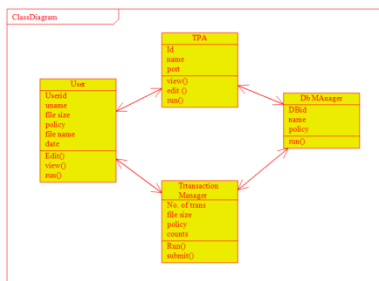 ClassDiagram
TPA
Id
name
port
view()
edit ()
run()
User
Userid
uname
file size
policy
file name
date
Edit()
view()
run()
Db MAnager
DBid
name
policy
run()
Trtansaction
Manager
No. of trans
file size
policy
counts
Run()
submit()